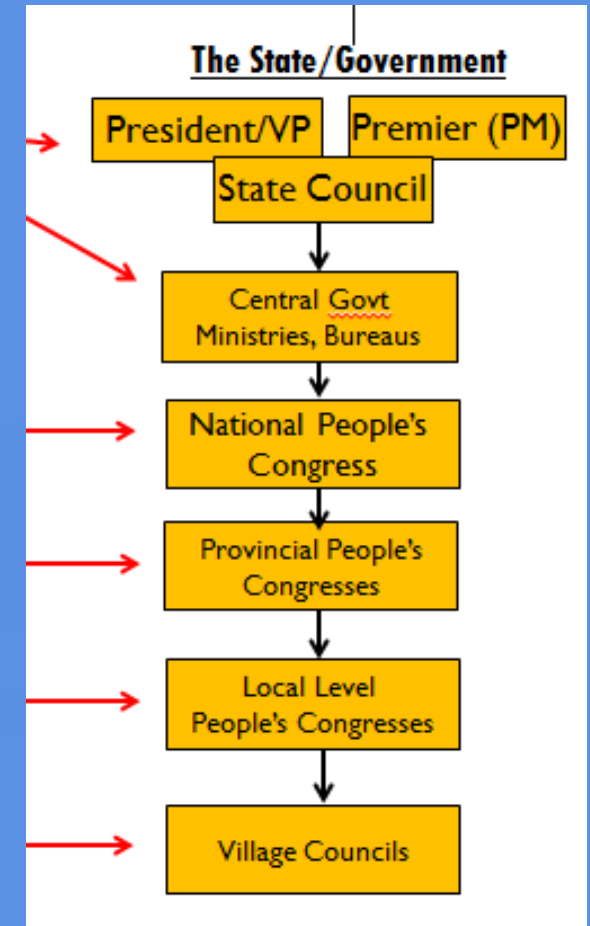 The State/Government
President/VP
Premier (PM)
State Council
Central Govt
Ministries, Bureaus
National People's
Congress
Provincial People's
Congresses
Local Level
People's Congresses
Village Councils